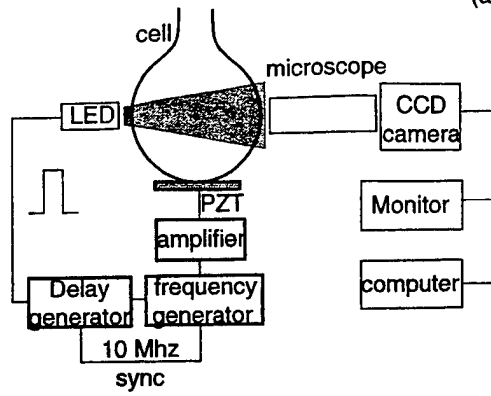 (a
cell
microscope
LED
CCD
camera
PZT
Monitor
amplifier
computer
Delay
generator
frequency
generator
10 Mhz
sync